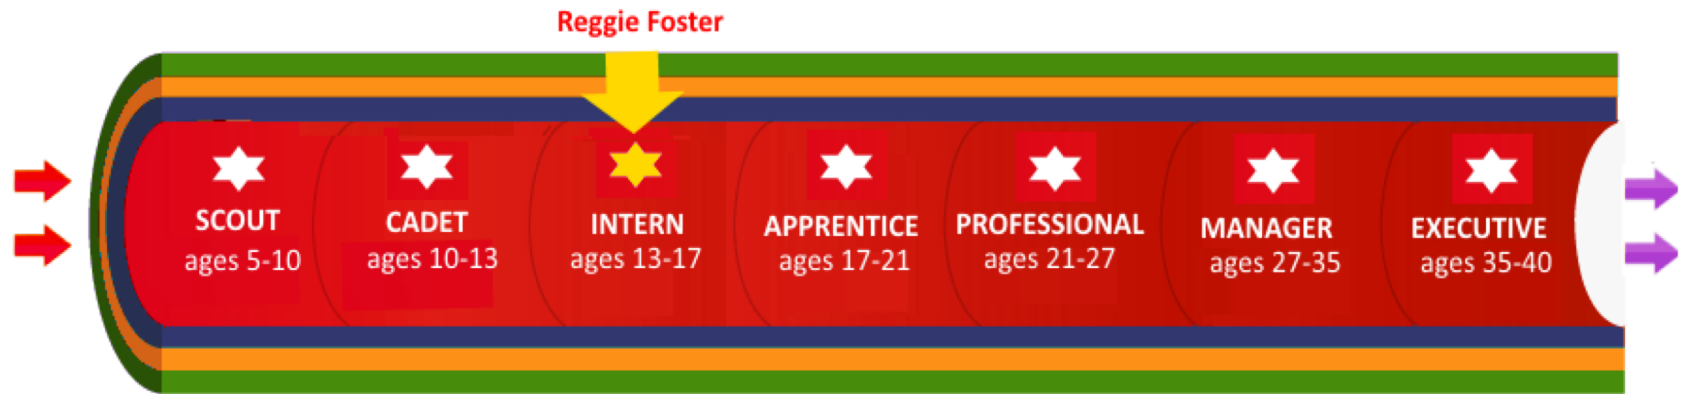 Reggie Foster
SCOUT
ages 5-10
CADET
ages 10-13
INTERN
ages 13-17
APPRENTICE
ages 17-21
PROFESSIONAL
ages 21-27
MANAGER
ages 27-35
EXECUTIVE
ages 35-40